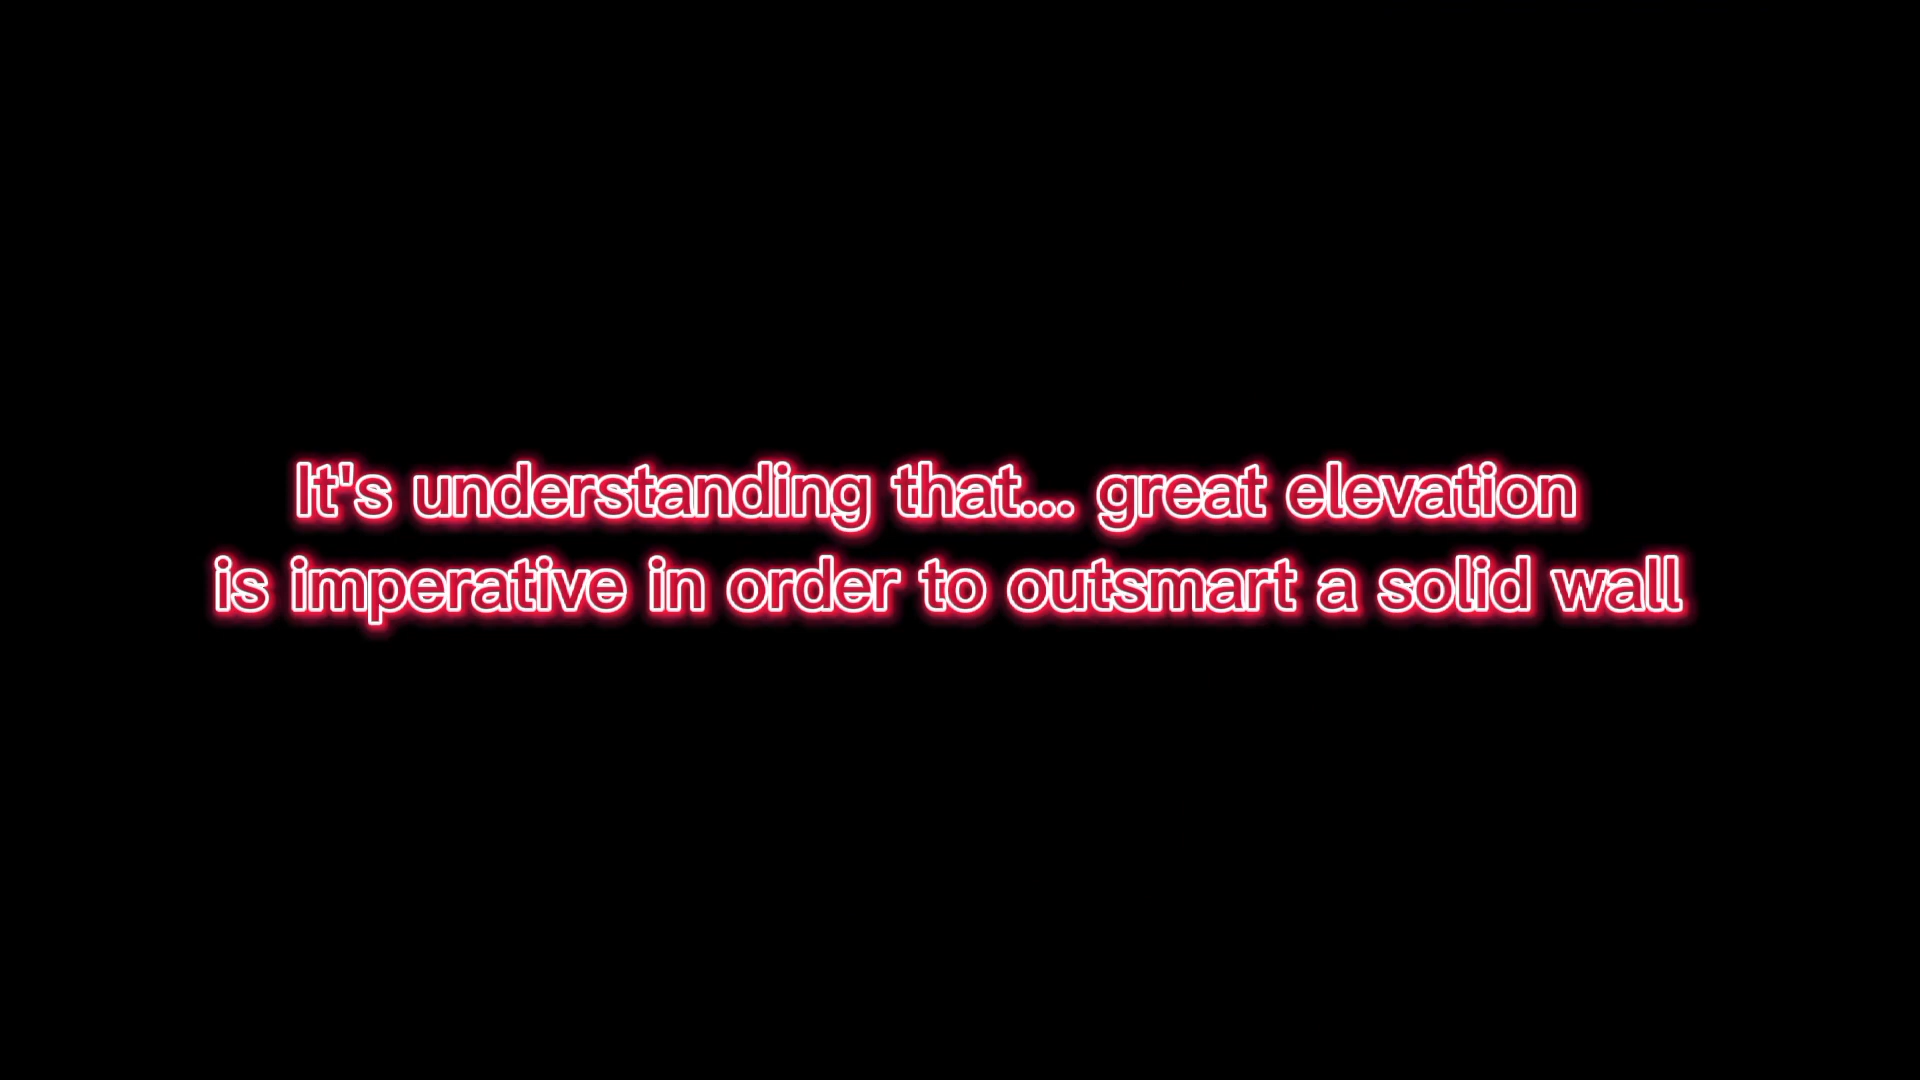 It's understanding that... great elevation
is imperative in order to outsmart a solid wall